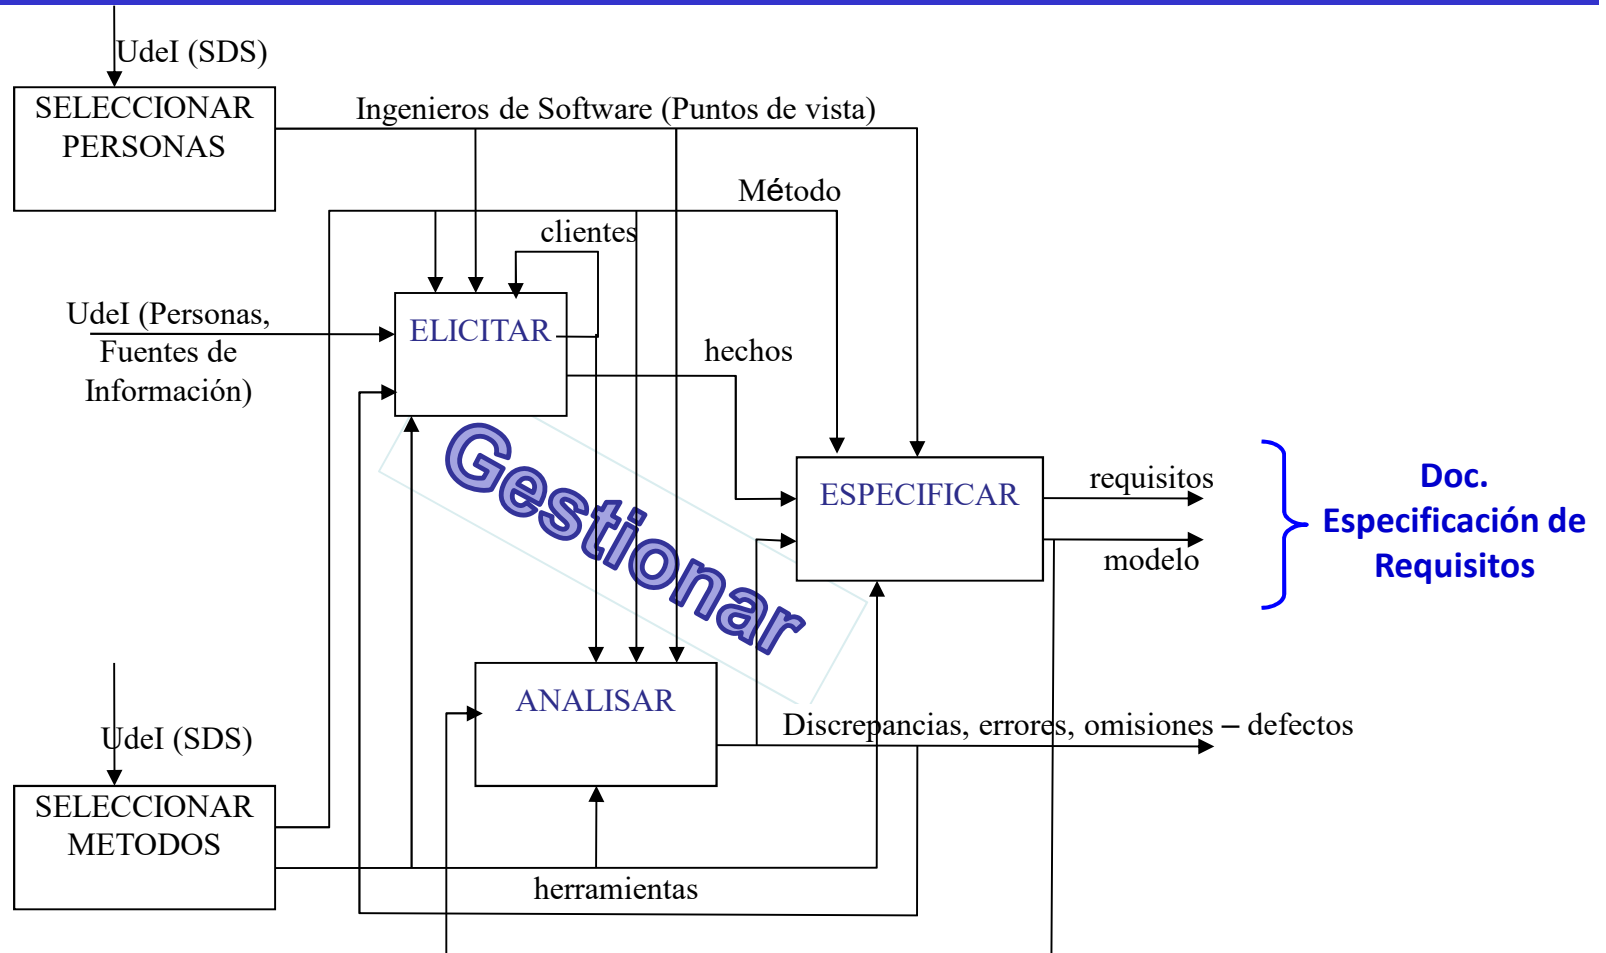 UdeI (SDS)
SELECCIONAR
PERSONAS
Ingenieros de Software (Puntos de vista)
Método
clientes
UdeI (Personas,
Fuentes de
Información)
ELICITAR
hechos
Gestionar
ESPECIFICAR
requisitos
modelo
Doc.
Especificación de
Requisitos
ANALISAR
Discrepancias, errores, omisiones – defectos
UdeI (SDS)
SELECCIONAR
METODOS
herramientas